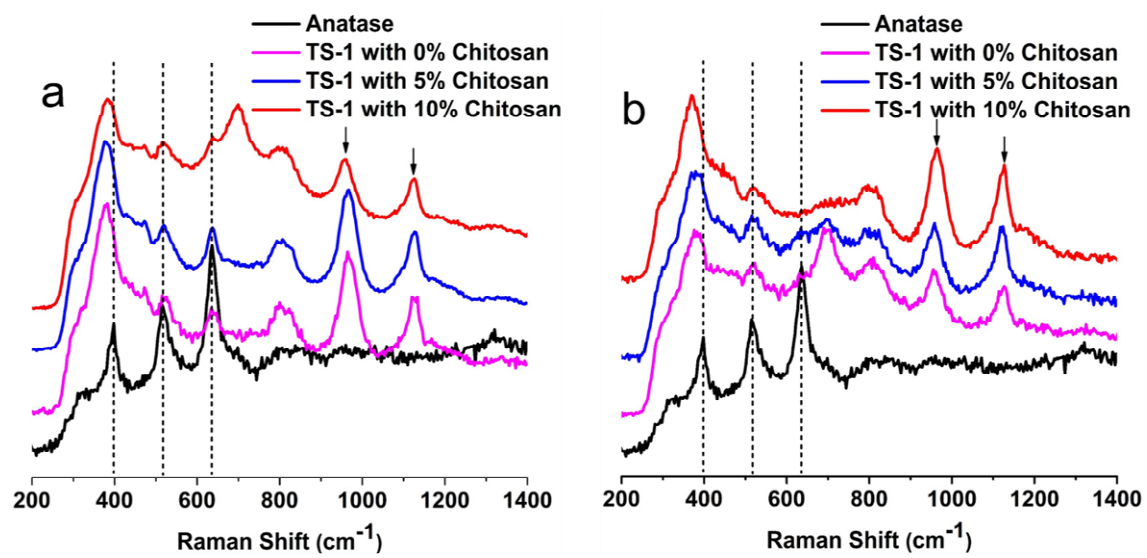 a
Anatase
TS-1 with 0% Chitosan
TS-1 with 5% Chitosan
TS-1 with 10% Chitosan
200 400 600 800 1000 1200 1400
Raman Shift (cm-1)
b
Anatase
TS-1 with 0% Chitosan
TS-1 with 5% Chitosan
TS-1 with 10% Chitosan
200 400 600 800 1000 1200 1400
Raman Shift (cm-1)